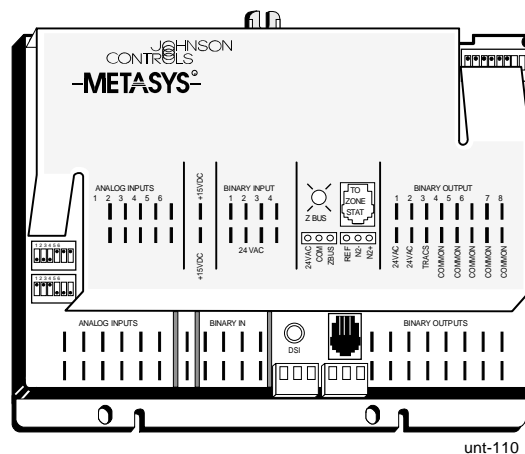 JOHNSON
CONTROLS
METASYS®
ANALOG INPUTS
1 2 3 4 5 6
+15VDC
+15VDC
BINARY INPUT
1 2 3 4
24 VAC
Z BUS
TO
ZONE
STAT
24VAC
COM
ZBUS
REF
N2-
N2+
BINARY OUTPUT
1 2 3 4 5 6 7 8
24VAC
24VAC
TRACS
COMMON
COMMON
COMMON
COMMON
COMMON
1 2 3 4 5 6
1 2 3 4 5 6
ANALOG INPUTS
BINARY IN
DSI
BINARY OUTPUTS
unt-110